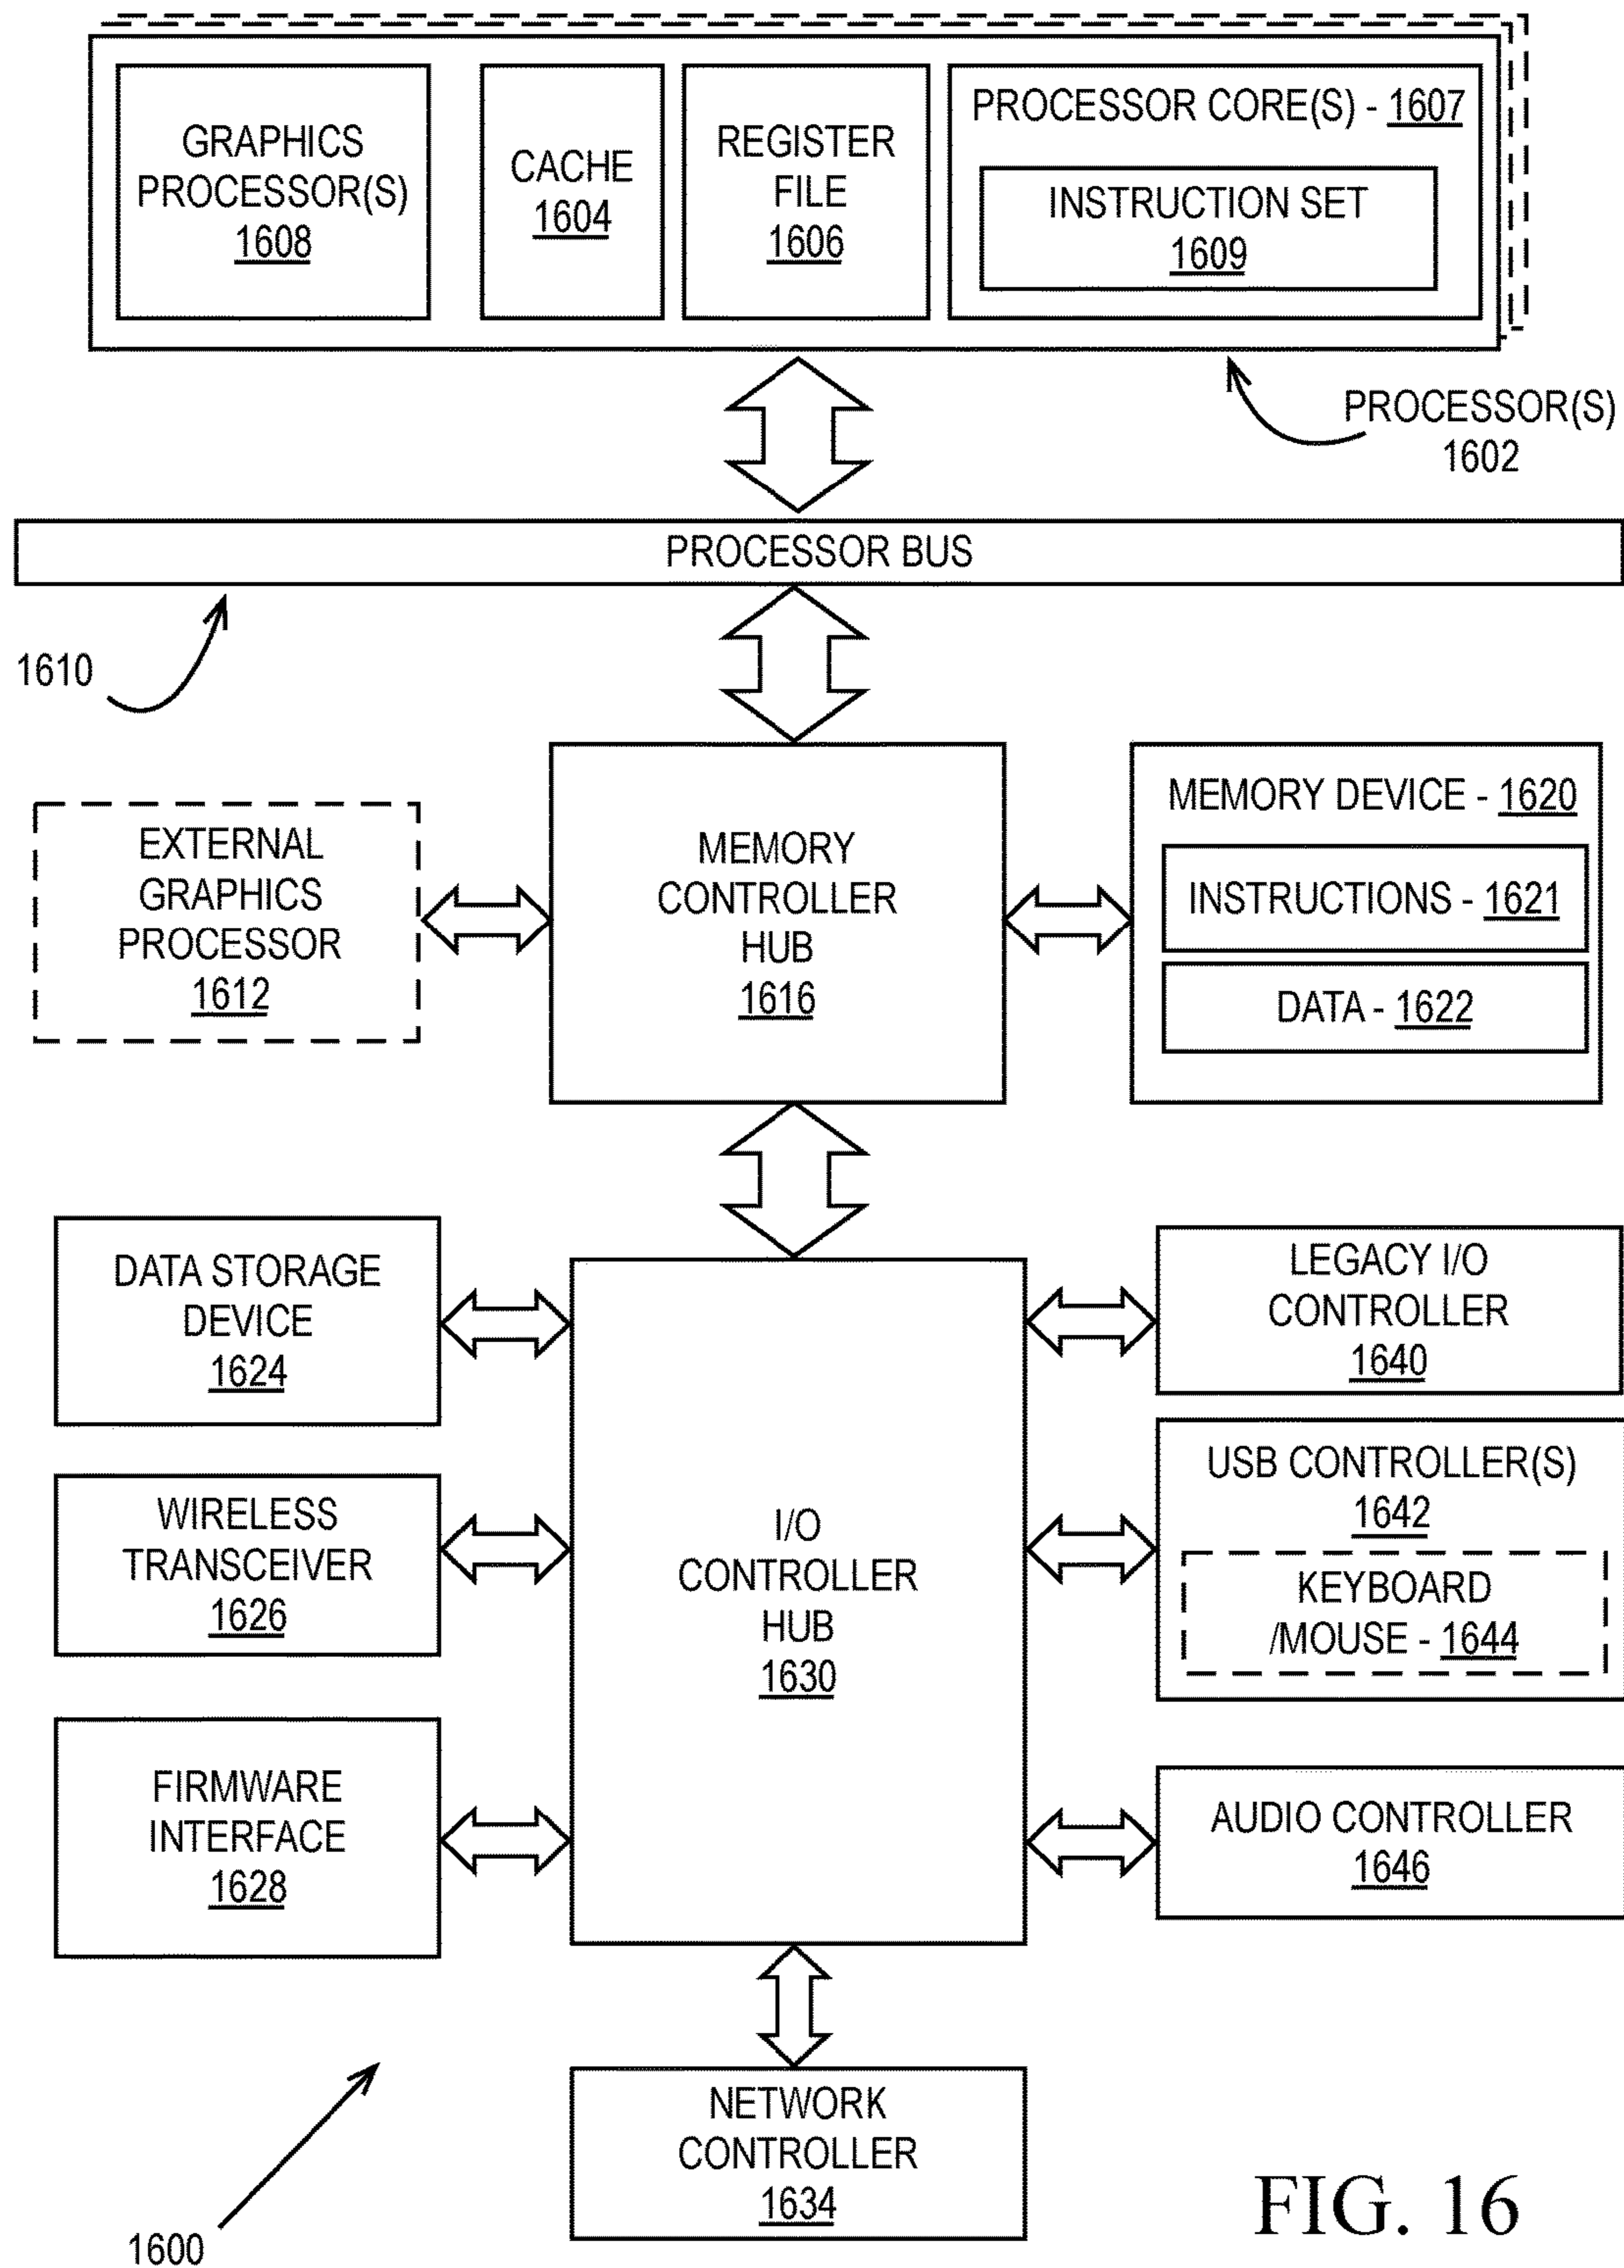 GRAPHICS
PROCESSOR(S)
1608
CACHE
1604
REGISTER
FILE
1606
PROCESSOR CORE(S) - 1607
INSTRUCTION SET
1609
PROCESSOR(S)
1602
PROCESSOR BUS
1610
EXTERNAL
GRAPHICS
PROCESSOR
1612
MEMORY
CONTROLLER
HUB
1616
MEMORY DEVICE - 1620
INSTRUCTIONS - 1621
DATA - 1622
DATA STORAGE
DEVICE
1624
WIRELESS
TRANSCEIVER
1626
FIRMWARE
INTERFACE
1628
I/O
CONTROLLER
HUB
1630
LEGACY I/O
CONTROLLER
1640
USB CONTROLLER(S)
1642
KEYBOARD
/MOUSE - 1644
AUDIO CONTROLLER
1646
NETWORK
CONTROLLER
1634
1600
FIG. 16